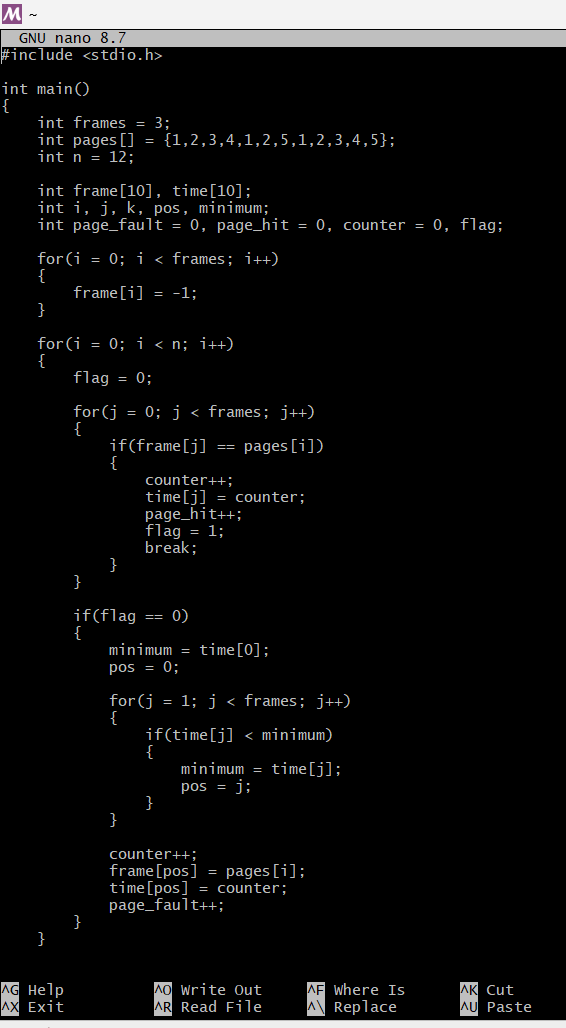 M ~
GNU nano 8.7
#include <stdio.h>

int main()
{
    int frames = 3;
    int pages[] = {1,2,3,4,1,2,5,1,2,3,4,5};
    int n = 12;

    int frame[10], time[10];
    int i, j, k, pos, minimum;
    int page_fault = 0, page_hit = 0, counter = 0, flag;

    for(i = 0; i < frames; i++)
    {
        frame[i] = -1;
    }

    for(i = 0; i < n; i++)
    {
        flag = 0;

        for(j = 0; j < frames; j++)
        {
            if(frame[j] == pages[i])
            {
                counter++;
                time[j] = counter;
                page_hit++;
                flag = 1;
                break;
            }
        }

        if(flag == 0)
        {
            minimum = time[0];
            pos = 0;

            for(j = 1; j < frames; j++)
            {
                if(time[j] < minimum)
                {
                    minimum = time[j];
                    pos = j;
                }
            }

            counter++;
            frame[pos] = pages[i];
            time[pos] = counter;
            page_fault++;
        }
    }

^G Help ^O Write Out ^F Where Is ^K Cut
^X Exit ^R Read File ^\ Replace ^U Paste